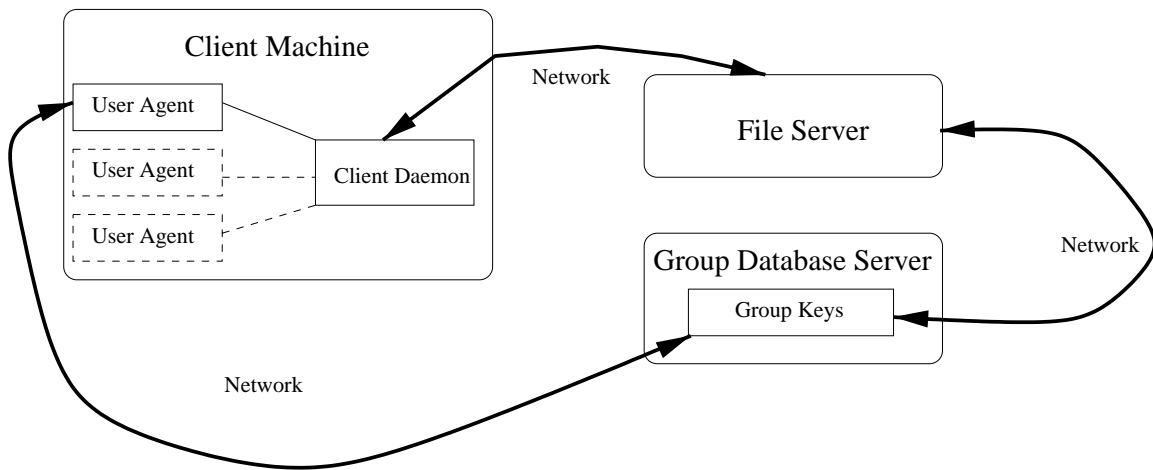 Client Machine
User Agent
User Agent
User Agent
Client Daemon
Network
File Server
Network
Group Database Server
Group Keys
Network